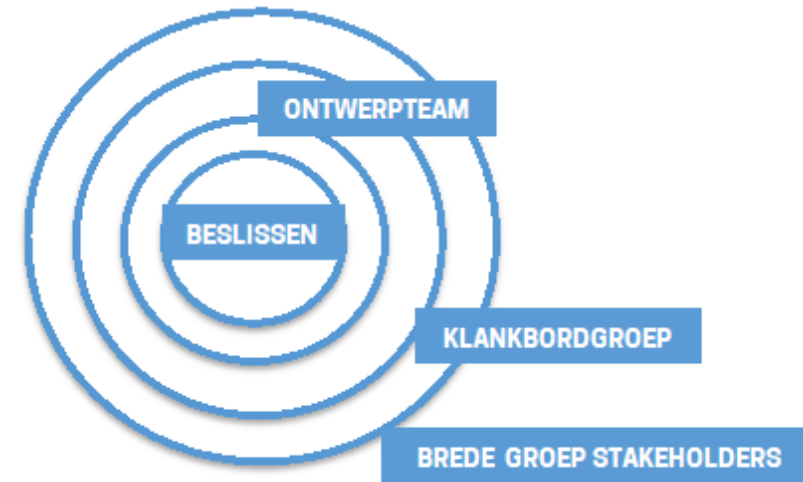 ONTWERPTEAM
BESLISSEN
KLANKBORDGROEP
BREDE GROEP STAKEHOLDERS